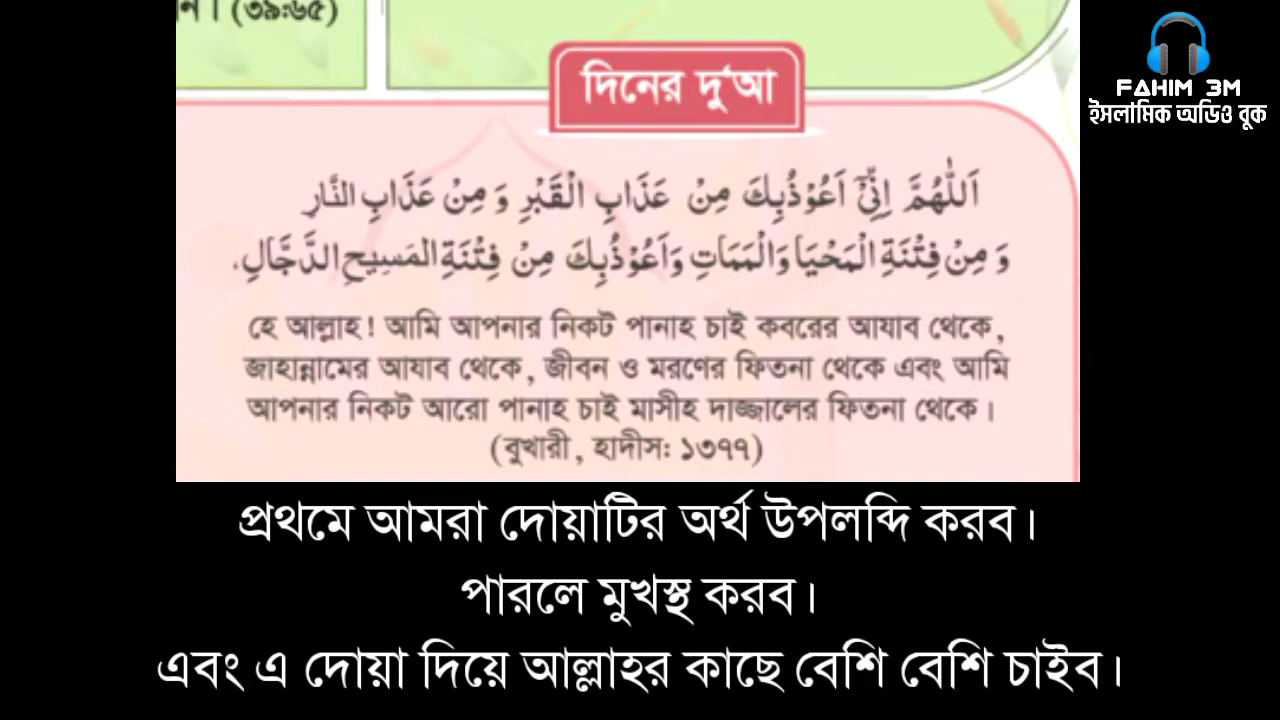 ন। (৩৯:৬৫)
FAHIM 3M
ইসলামিক অডিও বুক
দিনের দু‘আ
اَللّٰهُمَّ اِنِّىْٓ اَعُوْذُبِكَ مِنْ عَذَابِ الْقَبْرِ وَ مِنْ عَذَابِ النَّارِ
وَ مِنْ فِتْنَةِ الْمَحْيَا وَالْمَمَاتِ وَاَعُوْذُبِكَ مِنْ فِتْنَةِ الْمَسِيحِ الدَّجَّالِ.
হে আল্লাহ! আমি আপনার নিকট পানাহ চাই কবরের আযাব থেকে,
জাহান্নামের আযাব থেকে, জীবন ও মরণের ফিতনা থেকে এবং আমি
আপনার নিকট আরো পানাহ চাই মাসীহ দাজ্জালের ফিতনা থেকে।
(বুখারী, হাদীস: ১৩৭৭)
প্রথমে আমরা দোয়াটির অর্থ উপলব্দি করব।
পারলে মুখস্থ করব।
এবং এ দোয়া দিয়ে আল্লাহর কাছে বেশি বেশি চাইব।